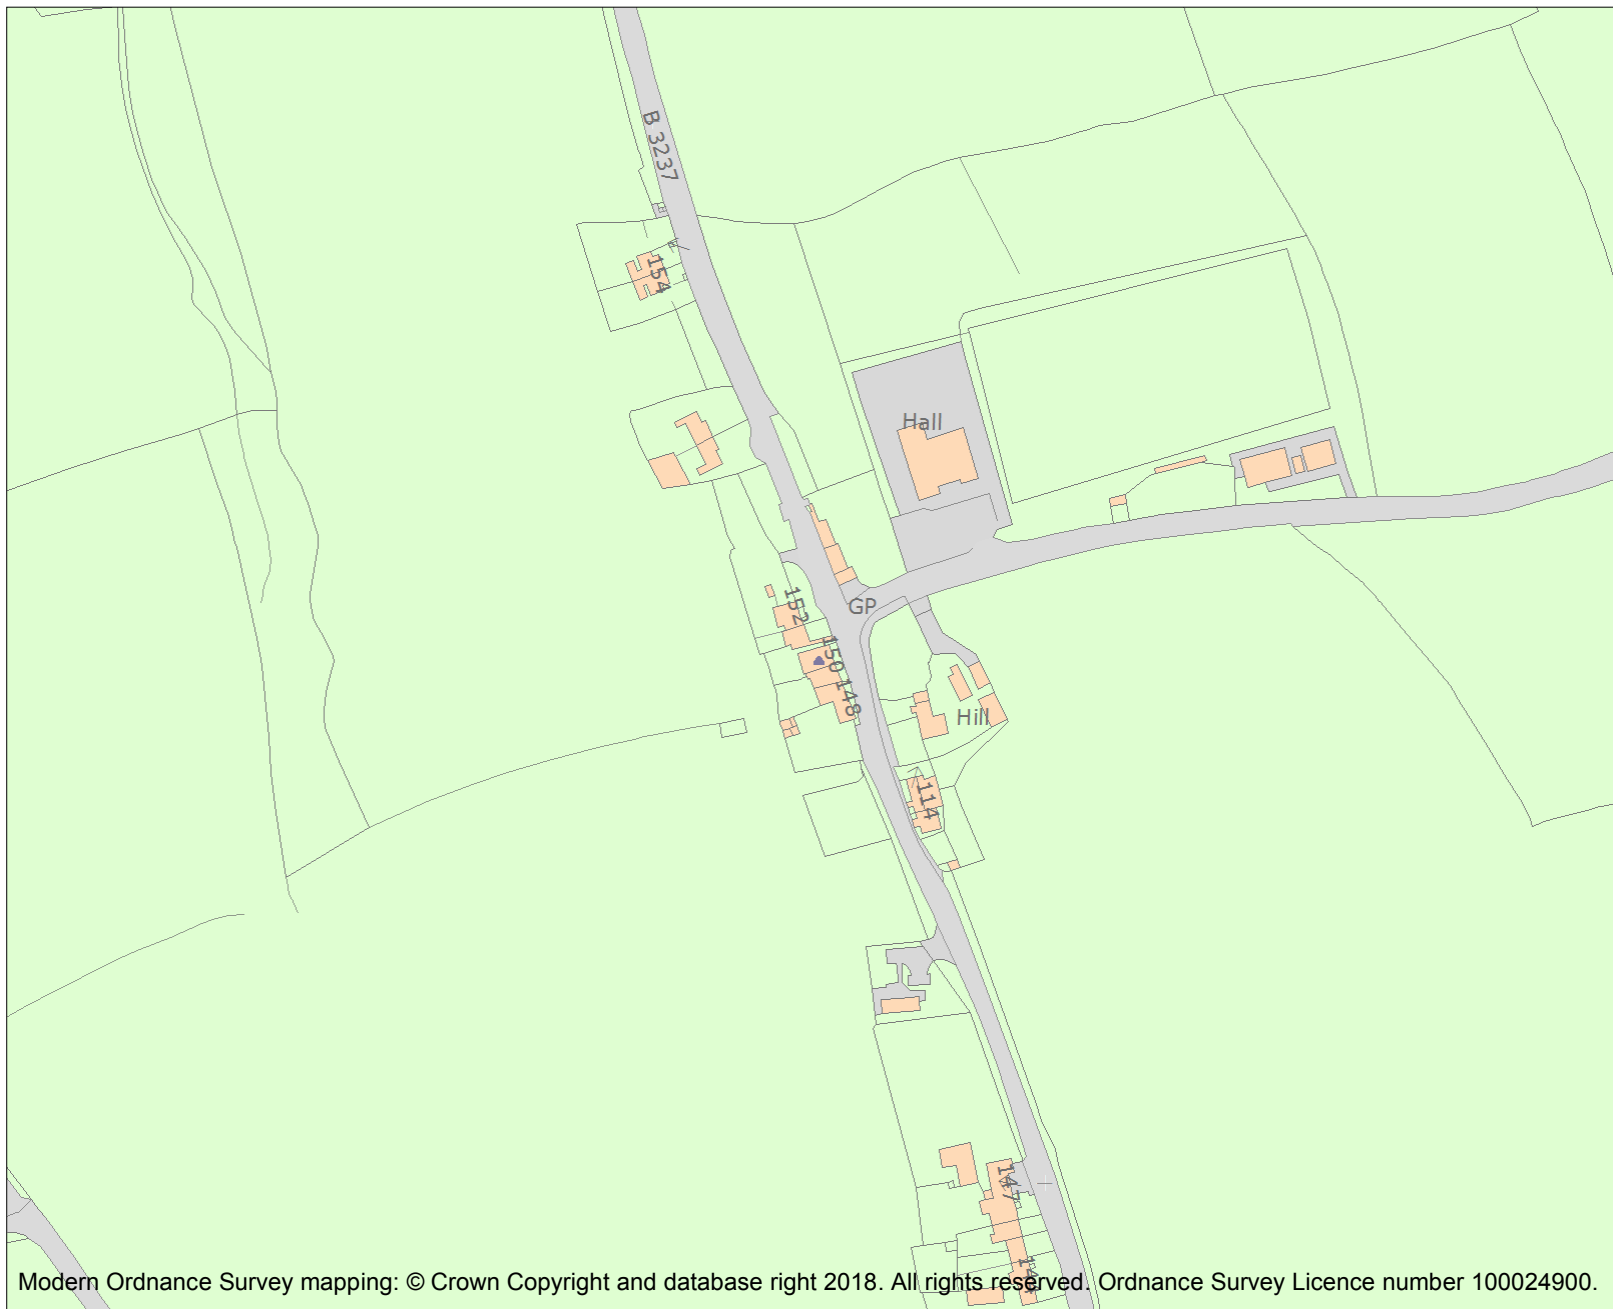 B 3237
154
Hall
152
GP
150
148
Hill
114
147
Modern Ordnance Survey mapping: © Crown Copyright and database right 2018. All rights reserved. Ordnance Survey Licence number 100024900.